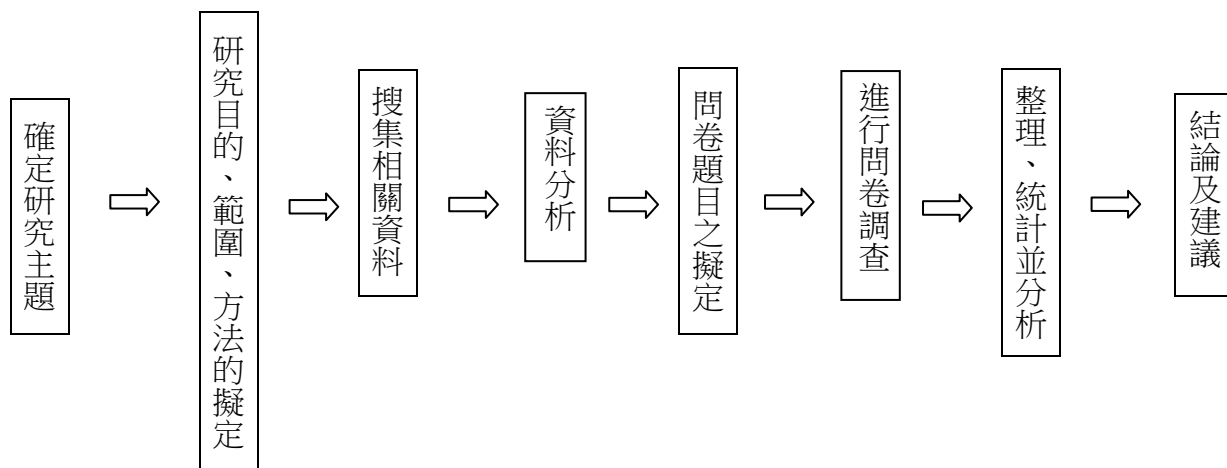 確定研究主題
研究目的、範圍、方法的擬定
搜集相關資料
資料分析
問卷題目之擬定
進行問卷調查
整理、統計並分析
結論及建議